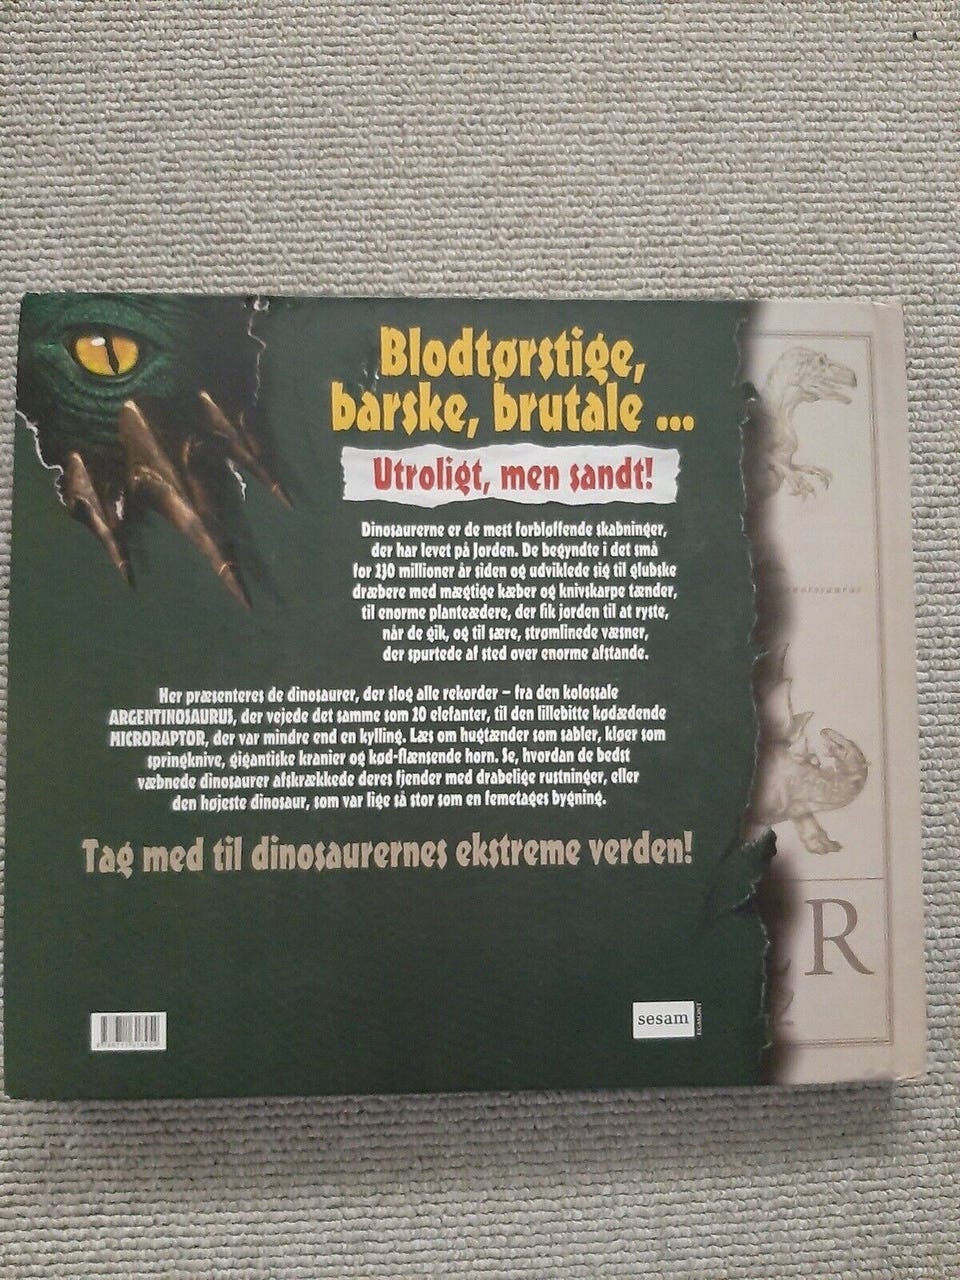 Blodtørstige,
barske, brutale ...
Utroligt, men sandt!
Dinosaurerne er de mest forbløffende skabninger,
der har levet på Jorden. De begyndte i det små
for 230 millioner år siden og udviklede sig til glubske
dræbere med mægtige kæber og knivskarpe tænder,
til enorme planteædere, der fik jorden til at ryste,
når de gik, og til sære, strømlinede væsner,
der spurtede af sted over enorme afstande.
Her præsenteres de dinosaurer, der slog alle rekorder – fra den kolossale
ARGENTINOSAURUS, der vejede det samme som 20 elefanter, til den lillebitte kødædende
MICRORAPTOR, der var mindre end en kylling. Læs om hugtænder som sabler, kløer som
springknive, gigantiske kranier og kød-flænsende horn. Se, hvordan de bedst
væbnede dinosaurer afskrækkede deres fjender med drabelige rustninger, eller
den højeste dinosaur, som var lige så stor som en femetages bygning.
Tag med til dinosaurernes ekstreme verden!
R
sesam
EGMONT